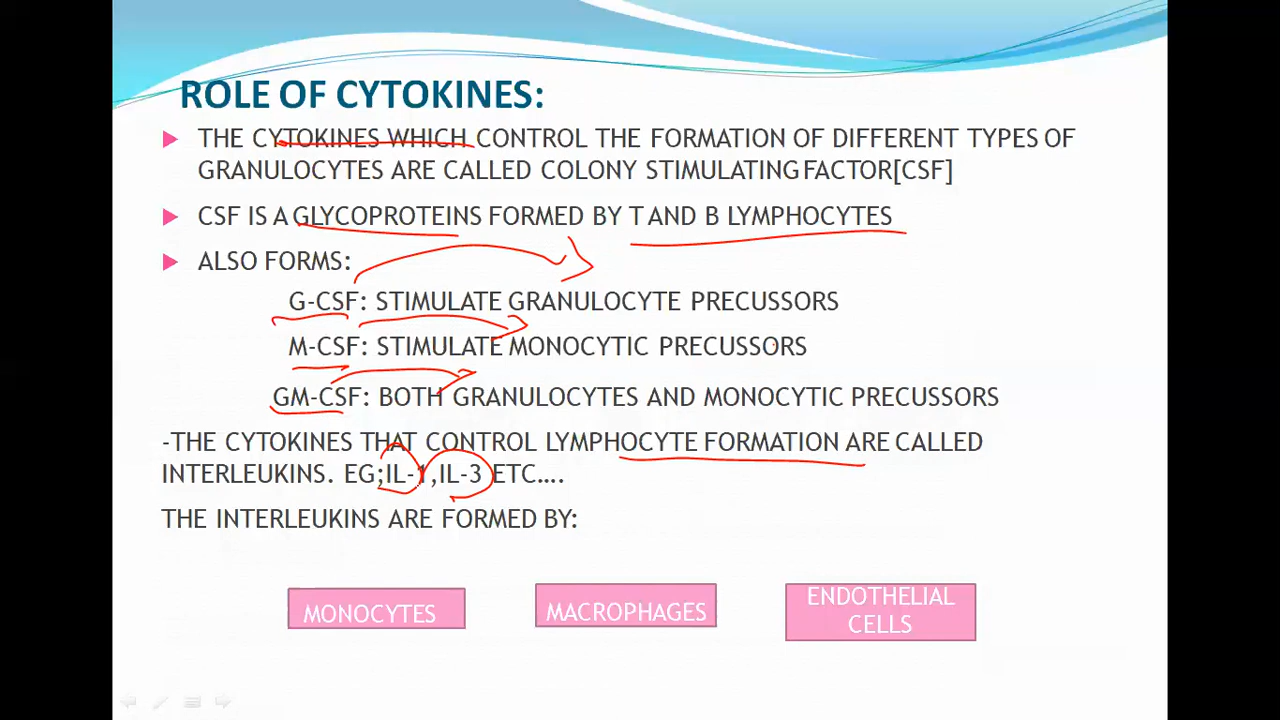 ROLE OF CYTOKINES:
THE CYTOKINES WHICH CONTROL THE FORMATION OF DIFFERENT TYPES OF
GRANULOCYTES ARE CALLED COLONY STIMULATING FACTOR[CSF]
CSF IS A GLYCOPROTEINS FORMED BY T AND B LYMPHOCYTES
ALSO FORMS:
G-CSF: STIMULATE GRANULOCYTE PRECUSSORS
M-CSF: STIMULATE MONOCYTIC PRECUSSORS
GM-CSF: BOTH GRANULOCYTES AND MONOCYTIC PRECUSSORS
-THE CYTOKINES THAT CONTROL LYMPHOCYTE FORMATION ARE CALLED
INTERLEUKINS. EG;IL-1,IL-3 ETC....
THE INTERLEUKINS ARE FORMED BY:
MONOCYTES
MACROPHAGES
ENDOTHELIAL
CELLS